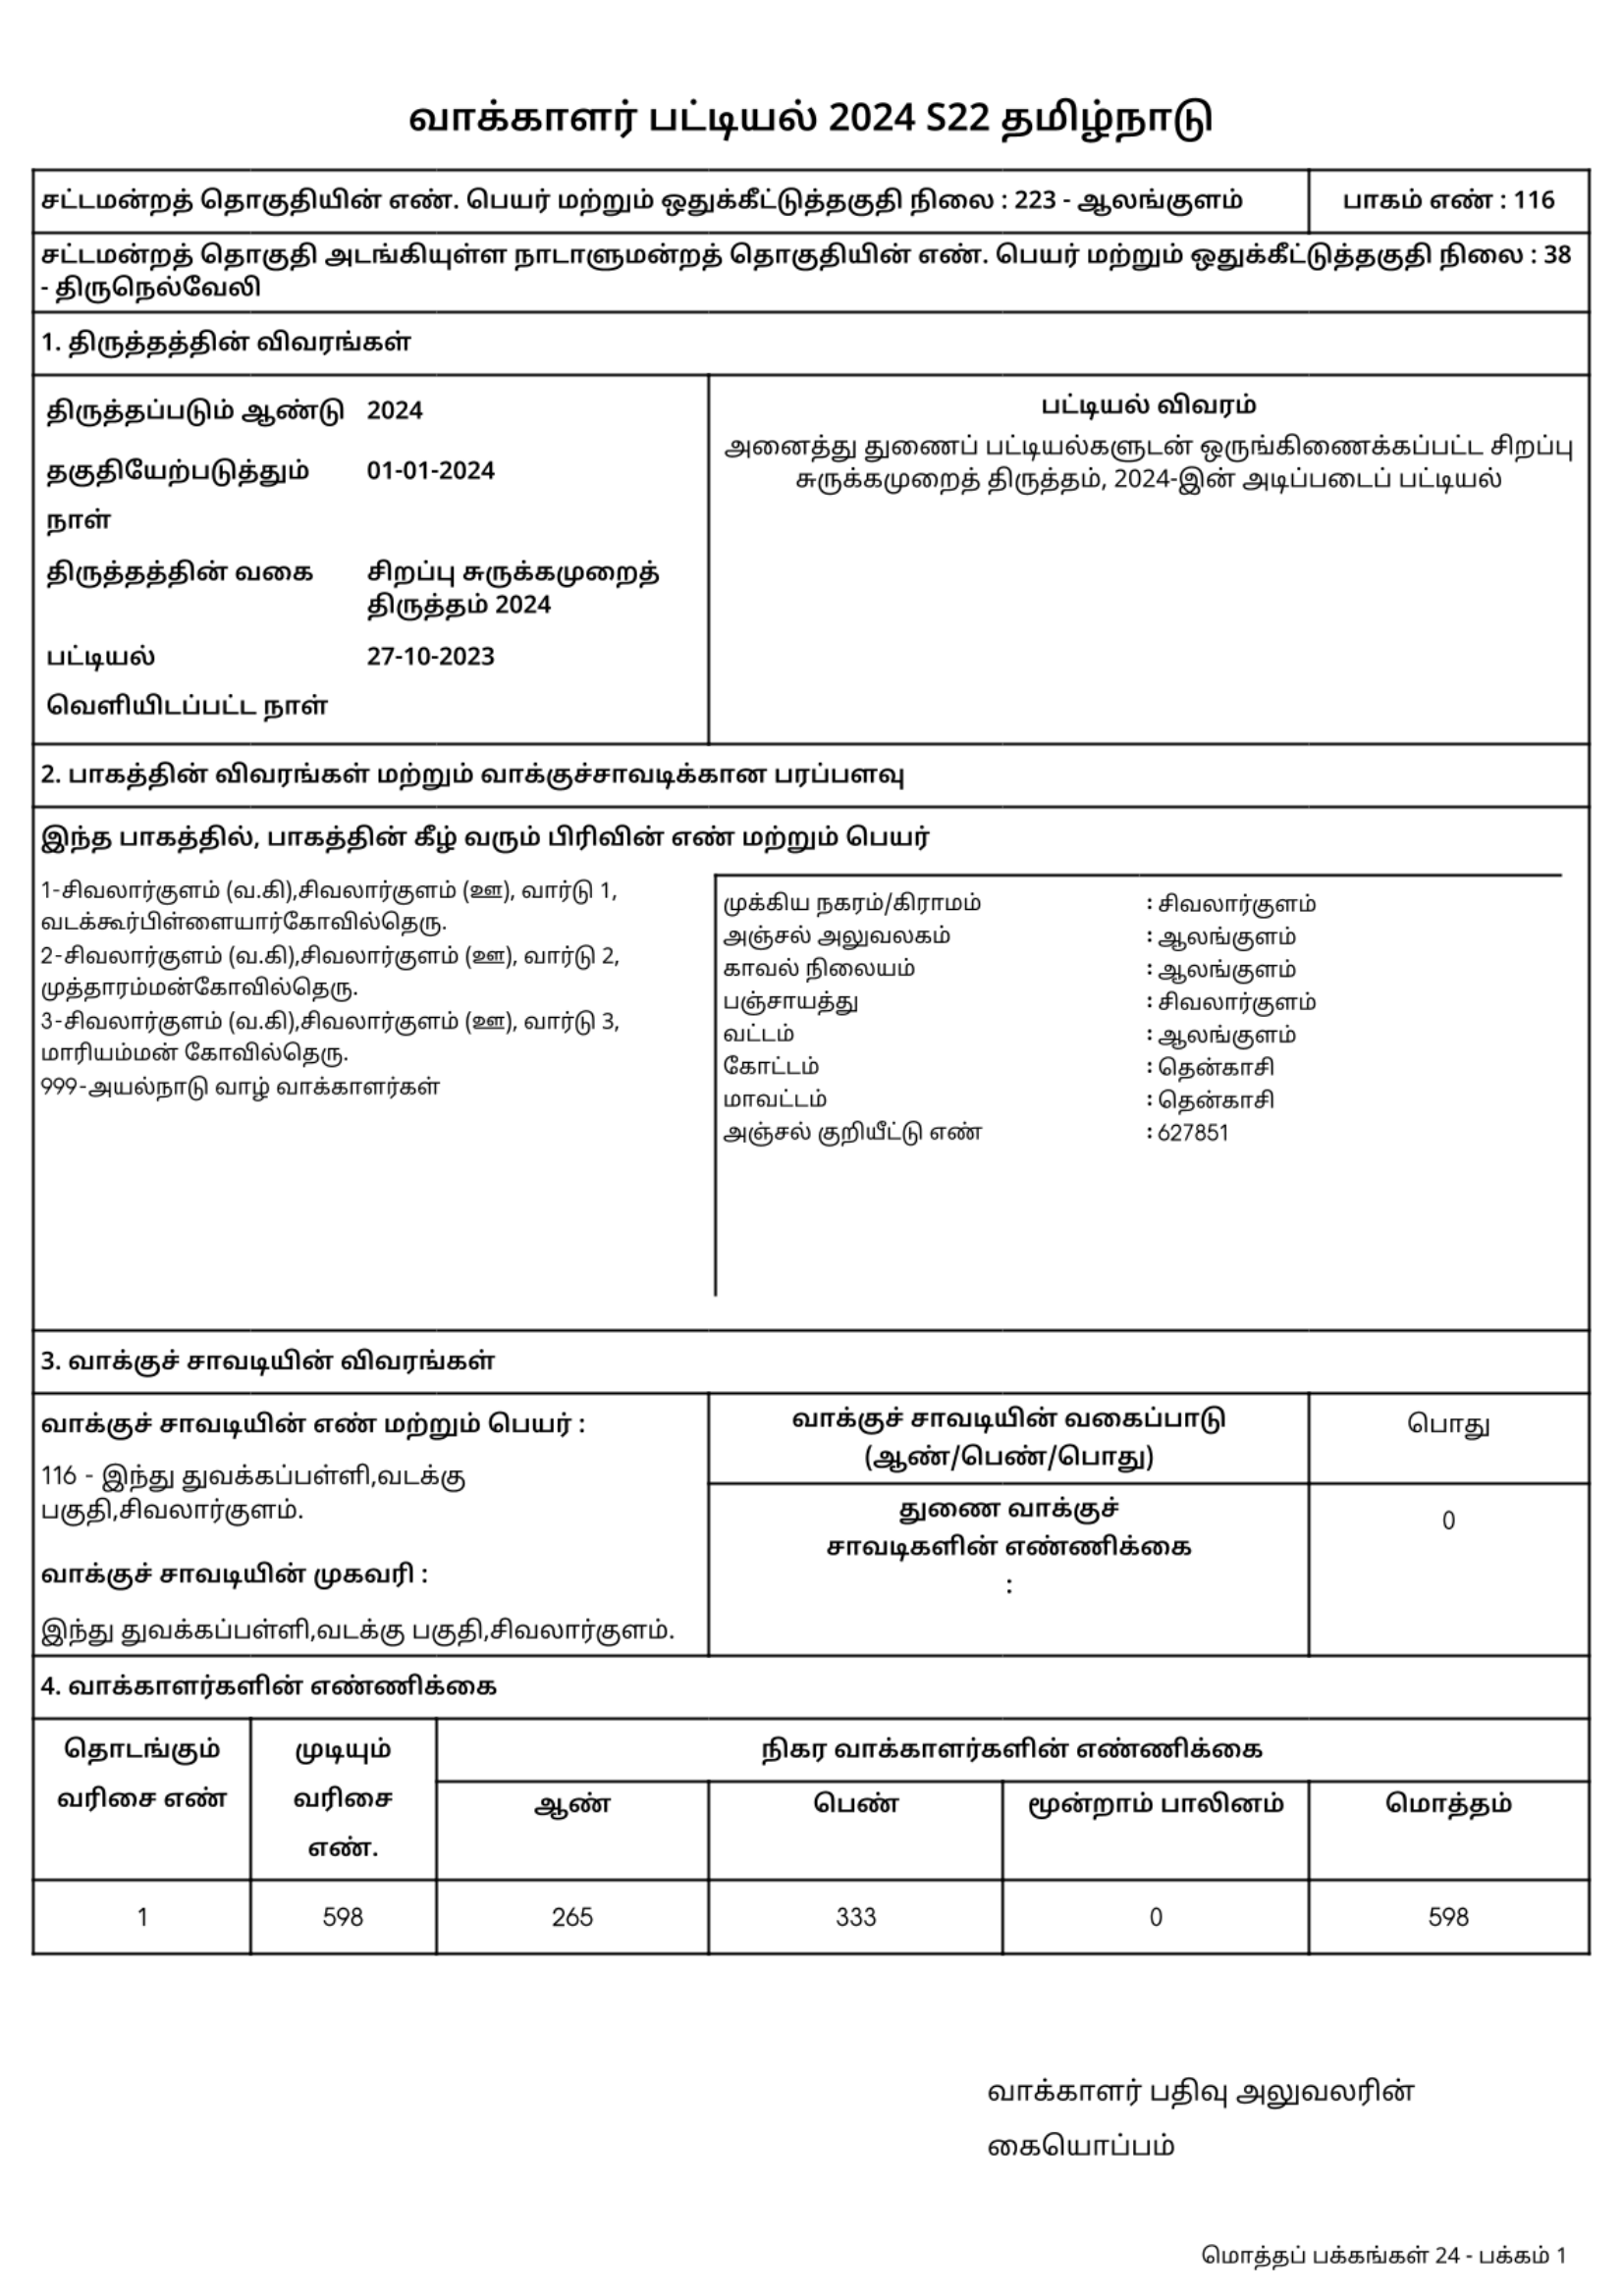 வாக்காளர் பட்டியல் 2024 S22 தமிழ்நாடு
சட்டமன்றத் தொகுதியின் எண். பெயர் மற்றும் ஒதுக்கீட்டுத்தகுதி நிலை : 223 - ஆலங்குளம்
பாகம் எண் : 116
சட்டமன்றத் தொகுதி அடங்கியுள்ள நாடாளுமன்றத் தொகுதியின் எண். பெயர் மற்றும் ஒதுக்கீட்டுத்தகுதி நிலை : 38
- திருநெல்வேலி
1. திருத்தத்தின் விவரங்கள்
திருத்தப்படும் ஆண்டு 2024
தகுதியேற்படுத்தும் 01-01-2024
நாள்
திருத்தத்தின் வகை சிறப்பு சுருக்கமுறைத்
திருத்தம் 2024
பட்டியல் 27-10-2023
வெளியிடப்பட்ட நாள்
பட்டியல் விவரம்
அனைத்து துணைப் பட்டியல்களுடன் ஒருங்கிணைக்கப்பட்ட சிறப்பு
சுருக்கமுறைத் திருத்தம், 2024-இன் அடிப்படைப் பட்டியல்
2. பாகத்தின் விவரங்கள் மற்றும் வாக்குச்சாவடிக்கான பரப்பளவு
இந்த பாகத்தில், பாகத்தின் கீழ் வரும் பிரிவின் எண் மற்றும் பெயர்
1-சிவலார்குளம் (வ.கி),சிவலார்குளம் (ஊ), வார்டு 1,
வடக்கூர்பிள்ளையார்கோவில்தெரு.
2-சிவலார்குளம் (வ.கி),சிவலார்குளம் (ஊ), வார்டு 2,
முத்தாரம்மன்கோவில்தெரு.
3-சிவலார்குளம் (வ.கி),சிவலார்குளம் (ஊ), வார்டு 3,
மாரியம்மன் கோவில்தெரு.
999-அயல்நாடு வாழ் வாக்காளர்கள்
முக்கிய நகரம்/கிராமம் : சிவலார்குளம்
அஞ்சல் அலுவலகம் : ஆலங்குளம்
காவல் நிலையம் : ஆலங்குளம்
பஞ்சாயத்து : சிவலார்குளம்
வட்டம் : ஆலங்குளம்
கோட்டம் : தென்காசி
மாவட்டம் : தென்காசி
அஞ்சல் குறியீட்டு எண் : 627851
3. வாக்குச் சாவடியின் விவரங்கள்
வாக்குச் சாவடியின் எண் மற்றும் பெயர் :
116 - இந்து துவக்கப்பள்ளி,வடக்கு
பகுதி,சிவலார்குளம்.
வாக்குச் சாவடியின் முகவரி :
இந்து துவக்கப்பள்ளி,வடக்கு பகுதி,சிவலார்குளம்.
வாக்குச் சாவடியின் வகைப்பாடு
(ஆண்/பெண்/பொது)
பொது
துணை வாக்குச்
சாவடிகளின் எண்ணிக்கை
:
0
4. வாக்காளர்களின் எண்ணிக்கை
தொடங்கும்
வரிசை எண்
முடியும்
வரிசை
எண்.
நிகர வாக்காளர்களின் எண்ணிக்கை
ஆண் பெண் மூன்றாம் பாலினம் மொத்தம்
1 598 265 333 0 598
வாக்காளர் பதிவு அலுவலரின்
கையொப்பம்
மொத்தப் பக்கங்கள் 24 - பக்கம் 1